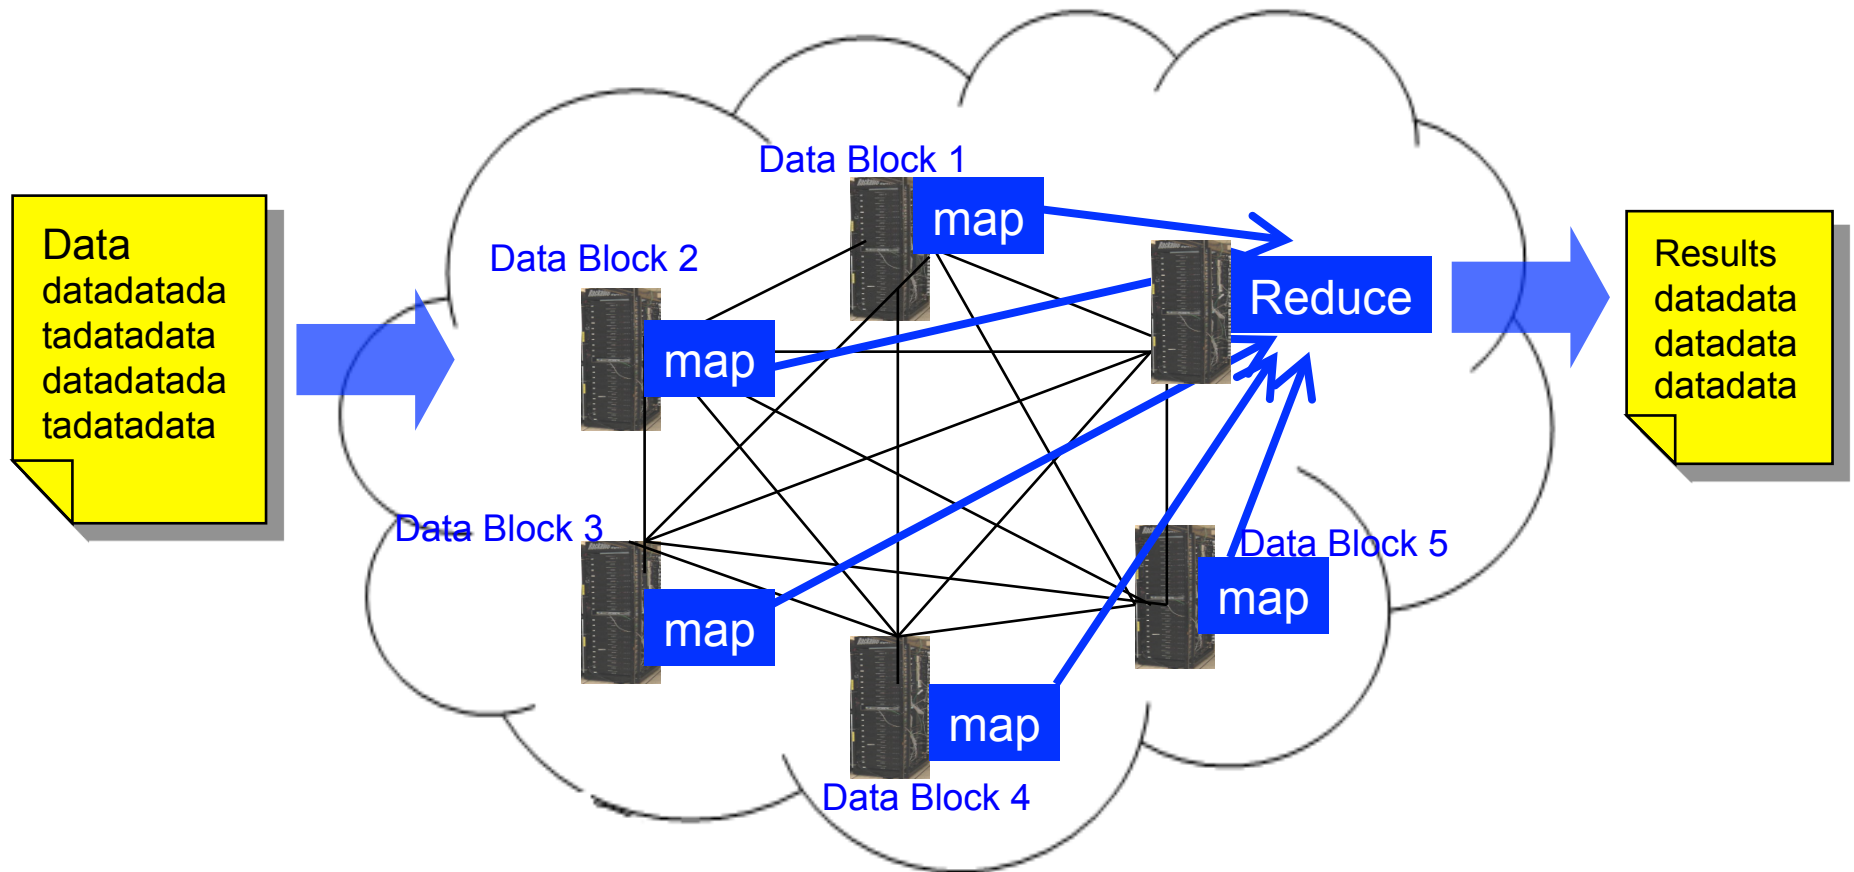 Data
datadatada
tadatadata
datadatada
tadatadata
Data Block 1
map
Data Block 2
map
Reduce
Data Block 3
map
Data Block 5
map
map
Data Block 4
Results
datadata
datadata
datadata